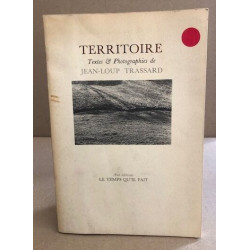 TERRITOIRE
Textes & Photographies de
JEAN-LOUP TRASSARD
LE TEMPS QU'IL FAIT